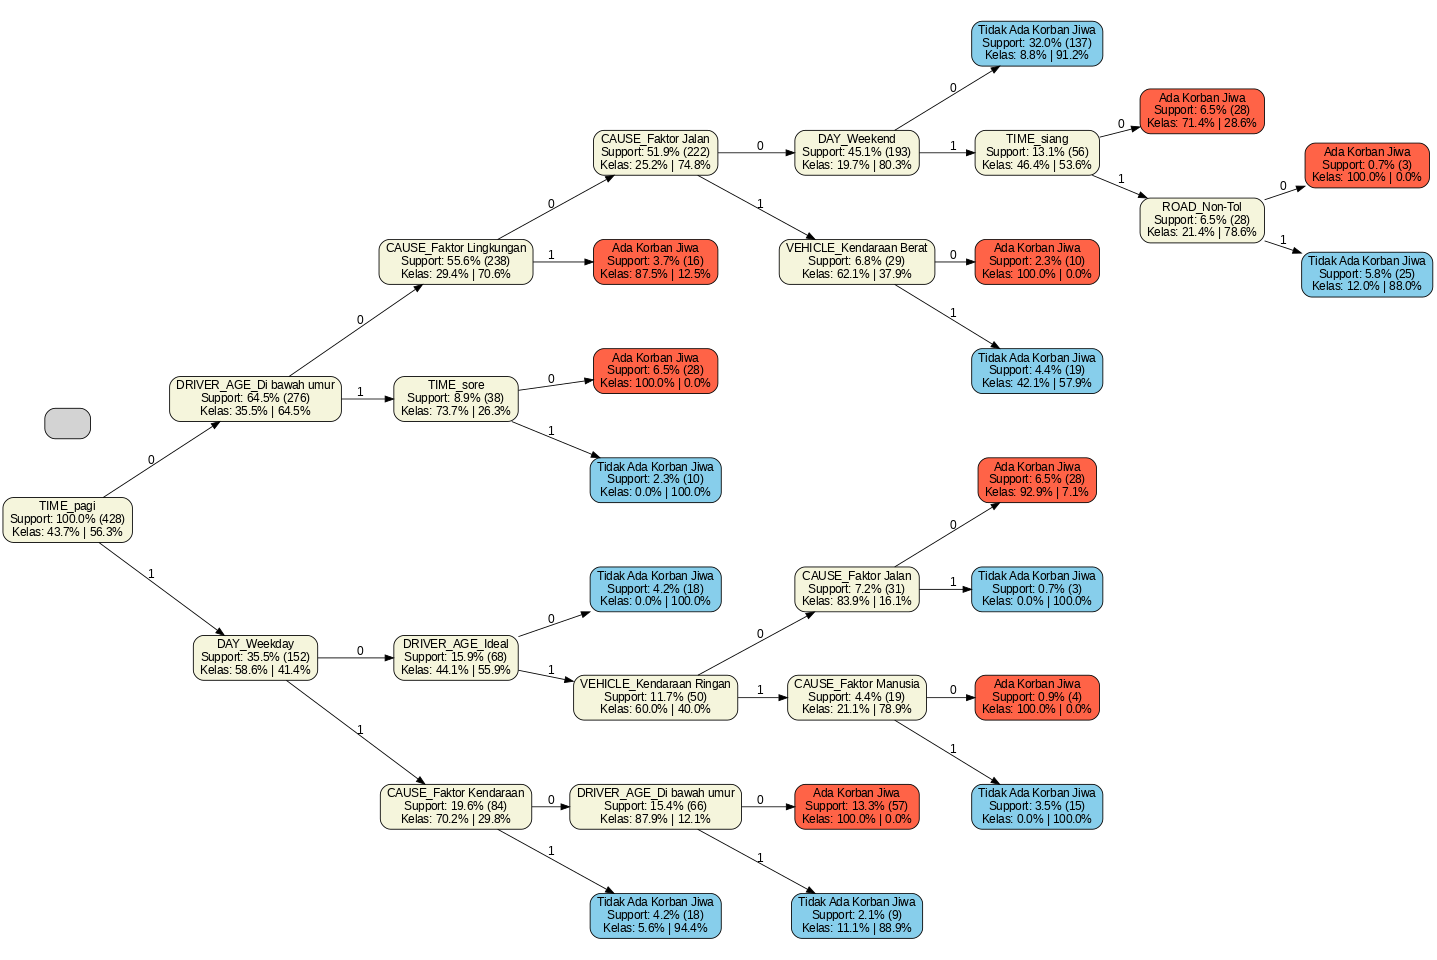 Tidak Ada Korban Jiwa
Support: 32.0% (137)
Kelas: 8.8% | 91.2%
0
Ada Korban Jiwa
Support: 6.5% (28)
Kelas: 71.4% | 28.6%
0
CAUSE_Faktor Jalan
Support: 51.9% (222)
Kelas: 25.2% | 74.8%
0
DAY_Weekend
Support: 45.1% (193)
Kelas: 19.7% | 80.3%
1
TIME_siang
Support: 13.1% (56)
Kelas: 46.4% | 53.6%
Ada Korban Jiwa
Support: 0.7% (3)
Kelas: 100.0% | 0.0%
1
0
ROAD_Non-Tol
Support: 6.5% (28)
Kelas: 21.4% | 78.6%
0
1
1
CAUSE_Faktor Lingkungan
Support: 55.6% (238)
Kelas: 29.4% | 70.6%
1
Ada Korban Jiwa
Support: 3.7% (16)
Kelas: 87.5% | 12.5%
VEHICLE_Kendaraan Berat
Support: 6.8% (29)
Kelas: 62.1% | 37.9%
0
Ada Korban Jiwa
Support: 2.3% (10)
Kelas: 100.0% | 0.0%
Tidak Ada Korban Jiwa
Support: 5.8% (25)
Kelas: 12.0% | 88.0%
0
1
Ada Korban Jiwa
Support: 6.5% (28)
Kelas: 100.0% | 0.0%
Tidak Ada Korban Jiwa
Support: 4.4% (19)
Kelas: 42.1% | 57.9%
DRIVER_AGE_Di bawah umur
Support: 64.5% (276)
Kelas: 35.5% | 64.5%
1
TIME_sore
Support: 8.9% (38)
Kelas: 73.7% | 26.3%
0
1
0
Tidak Ada Korban Jiwa
Support: 2.3% (10)
Kelas: 0.0% | 100.0%
Ada Korban Jiwa
Support: 6.5% (28)
Kelas: 92.9% | 7.1%
TIME_pagi
Support: 100.0% (428)
Kelas: 43.7% | 56.3%
0
1
Tidak Ada Korban Jiwa
Support: 4.2% (18)
Kelas: 0.0% | 100.0%
CAUSE_Faktor Jalan
Support: 7.2% (31)
Kelas: 83.9% | 16.1%
1
Tidak Ada Korban Jiwa
Support: 0.7% (3)
Kelas: 0.0% | 100.0%
0
0
DAY_Weekday
Support: 35.5% (152)
Kelas: 58.6% | 41.4%
0
DRIVER_AGE_Ideal
Support: 15.9% (68)
Kelas: 44.1% | 55.9%
1
VEHICLE_Kendaraan Ringan
Support: 11.7% (50)
Kelas: 60.0% | 40.0%
1
CAUSE_Faktor Manusia
Support: 4.4% (19)
Kelas: 21.1% | 78.9%
0
Ada Korban Jiwa
Support: 0.9% (4)
Kelas: 100.0% | 0.0%
1
1
CAUSE_Faktor Kendaraan
Support: 19.6% (84)
Kelas: 70.2% | 29.8%
0
DRIVER_AGE_Di bawah umur
Support: 15.4% (66)
Kelas: 87.9% | 12.1%
0
Ada Korban Jiwa
Support: 13.3% (57)
Kelas: 100.0% | 0.0%
Tidak Ada Korban Jiwa
Support: 3.5% (15)
Kelas: 0.0% | 100.0%
1
1
Tidak Ada Korban Jiwa
Support: 4.2% (18)
Kelas: 5.6% | 94.4%
Tidak Ada Korban Jiwa
Support: 2.1% (9)
Kelas: 11.1% | 88.9%